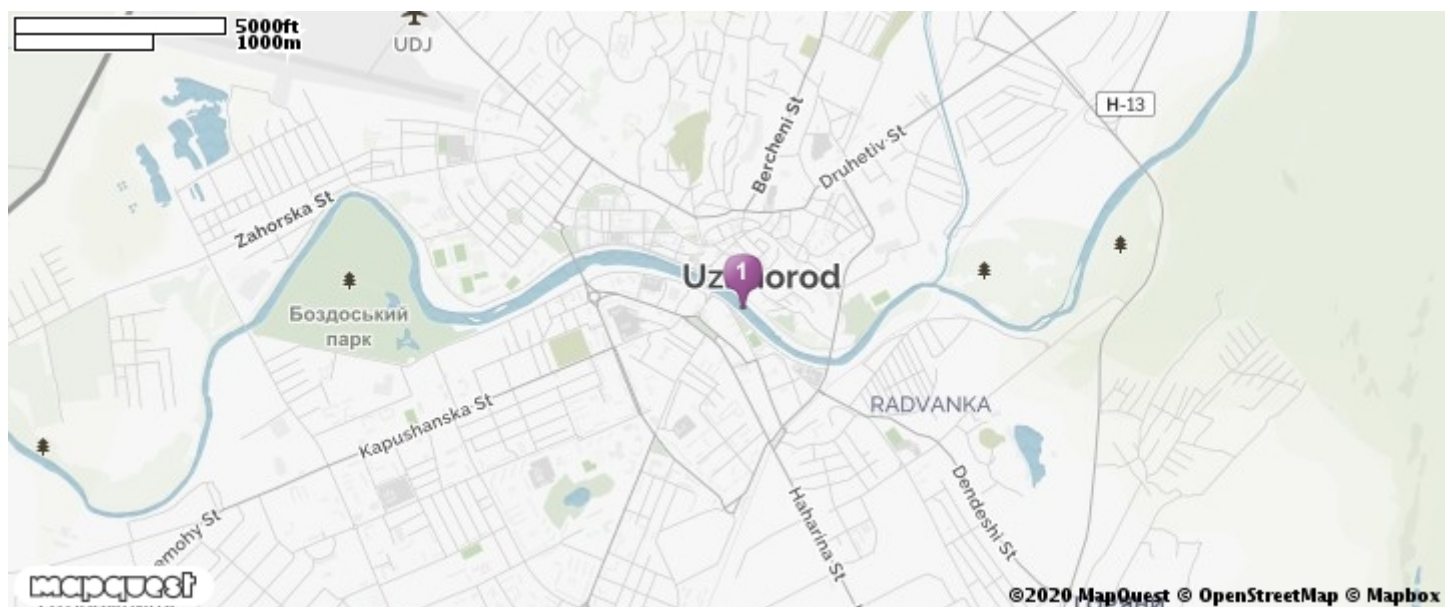 5000ft
1000m
UDJ
H-13
Bercheni St
Druhetiv St
Zahorska St
1
Боздоський
парк
RADVANKA
Kapushanska St
Haharina St
Dendeshi St
mapquest
©2020 MapQuest © OpenStreetMap © Mapbox